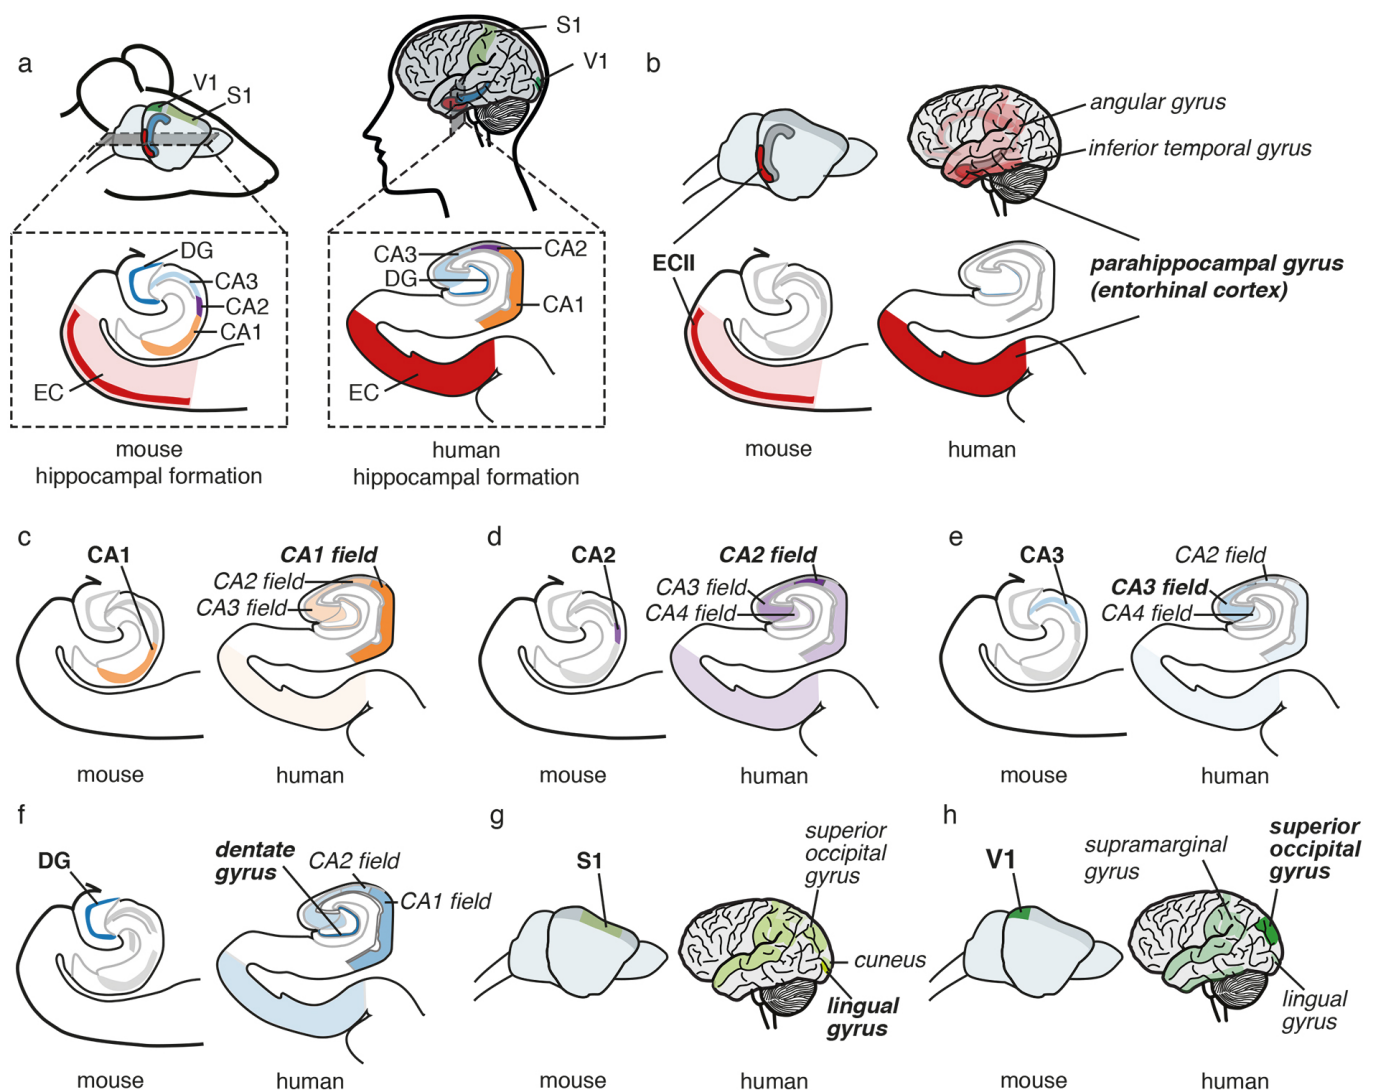 a
V1
S1
S1
V1
DG
CA3
CA2
CA1
EC
CA3
DG
CA2
CA1
EC
mouse
hippocampal formation
human
hippocampal formation
b
angular gyrus
inferior temporal gyrus
ECII
parahippocampal gyrus
(entorhinal cortex)
mouse
human
c
CA1
CA1 field
CA2 field
CA3 field
mouse
human
d
CA2
CA2 field
CA3 field
CA4 field
mouse
human
e
CA3
CA2 field
CA3 field
CA4 field
mouse
human
f
DG
dentate
gyrus
CA2 field
CA1 field
mouse
human
g
S1
superior
occipital
gyrus
cuneus
lingual
gyrus
mouse
human
h
V1
supramarginal
gyrus
superior
occipital
gyrus
lingual
gyrus
mouse
human